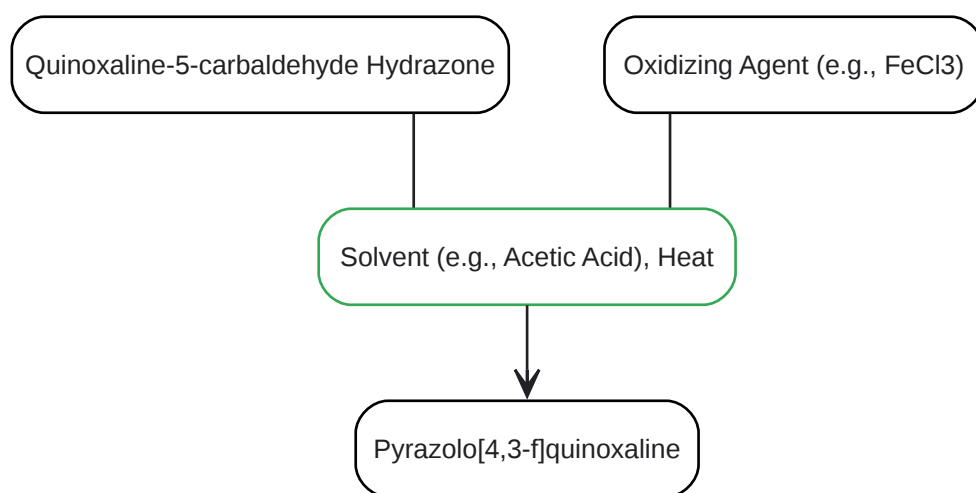 Quinoxaline-5-carbaldehyde Hydrazone
Oxidizing Agent (e.g., FeCl3)
Solvent (e.g., Acetic Acid), Heat
Pyrazolo[4,3-f]quinoxaline